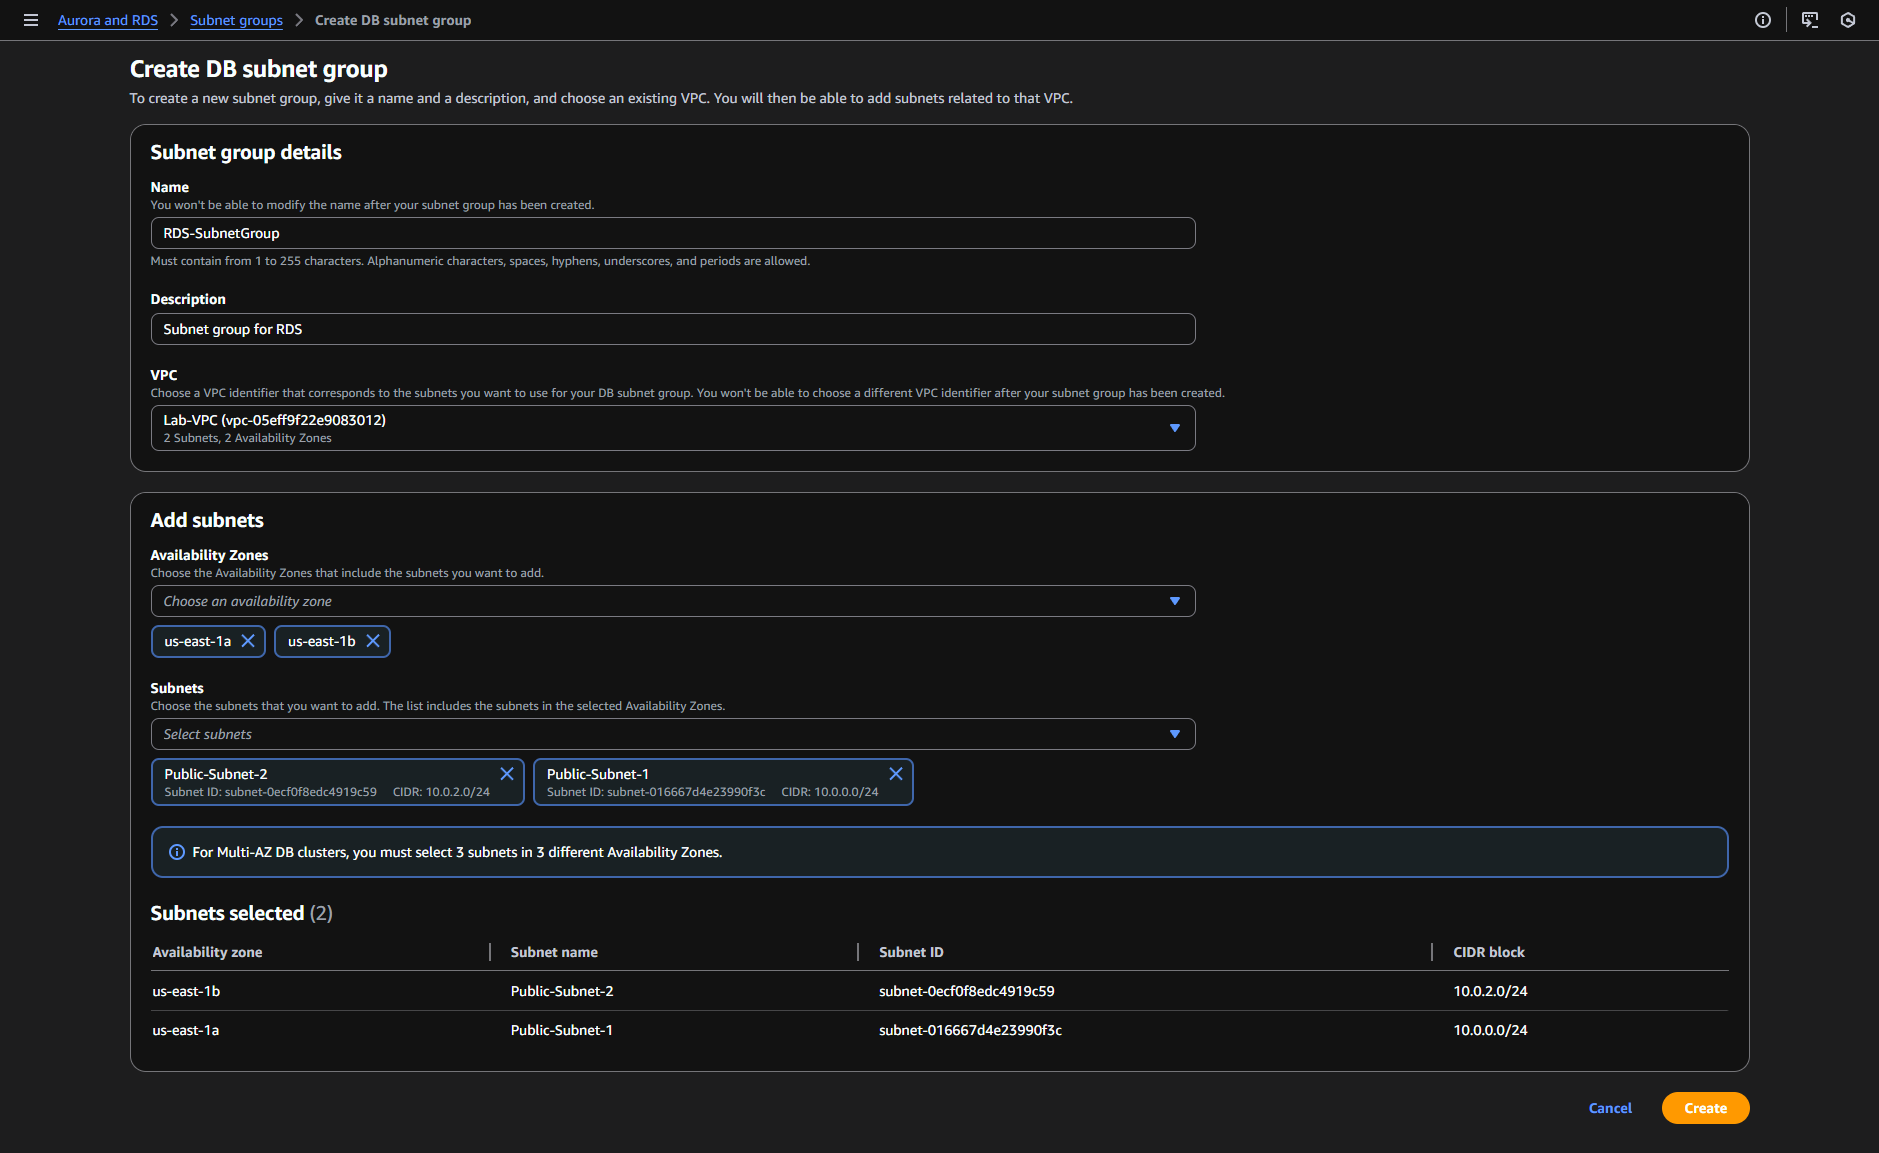 Aurora and RDS > Subnet groups > Create DB subnet group
Create DB subnet group
To create a new subnet group, give it a name and a description, and choose an existing VPC. You will then be able to add subnets related to that VPC.
Subnet group details
Name
You won't be able to modify the name after your subnet group has been created.
RDS-SubnetGroup
Must contain from 1 to 255 characters. Alphanumeric characters, spaces, hyphens, underscores, and periods are allowed.
Description
Subnet group for RDS
VPC
Choose a VPC identifier that corresponds to the subnets you want to use for your DB subnet group. You won't be able to choose a different VPC identifier after your subnet group has been created.
Lab-VPC (vpc-05eff9f22e9083012)
2 Subnets, 2 Availability Zones
Add subnets
Availability Zones
Choose the Availability Zones that include the subnets you want to add.
Choose an availability zone
us-east-1a us-east-1b
Subnets
Choose the subnets that you want to add. The list includes the subnets in the selected Availability Zones.
Select subnets
Public-Subnet-2 Public-Subnet-1
Subnet ID: subnet-0ecf0f8edc4919c59 CIDR: 10.0.2.0/24 Subnet ID: subnet-016667d4e23990f3c CIDR: 10.0.0.0/24
For Multi-AZ DB clusters, you must select 3 subnets in 3 different Availability Zones.
Subnets selected (2)
Availability zone Subnet name Subnet ID CIDR block
us-east-1b Public-Subnet-2 subnet-0ecf0f8edc4919c59 10.0.2.0/24
us-east-1a Public-Subnet-1 subnet-016667d4e23990f3c 10.0.0.0/24
Cancel Create